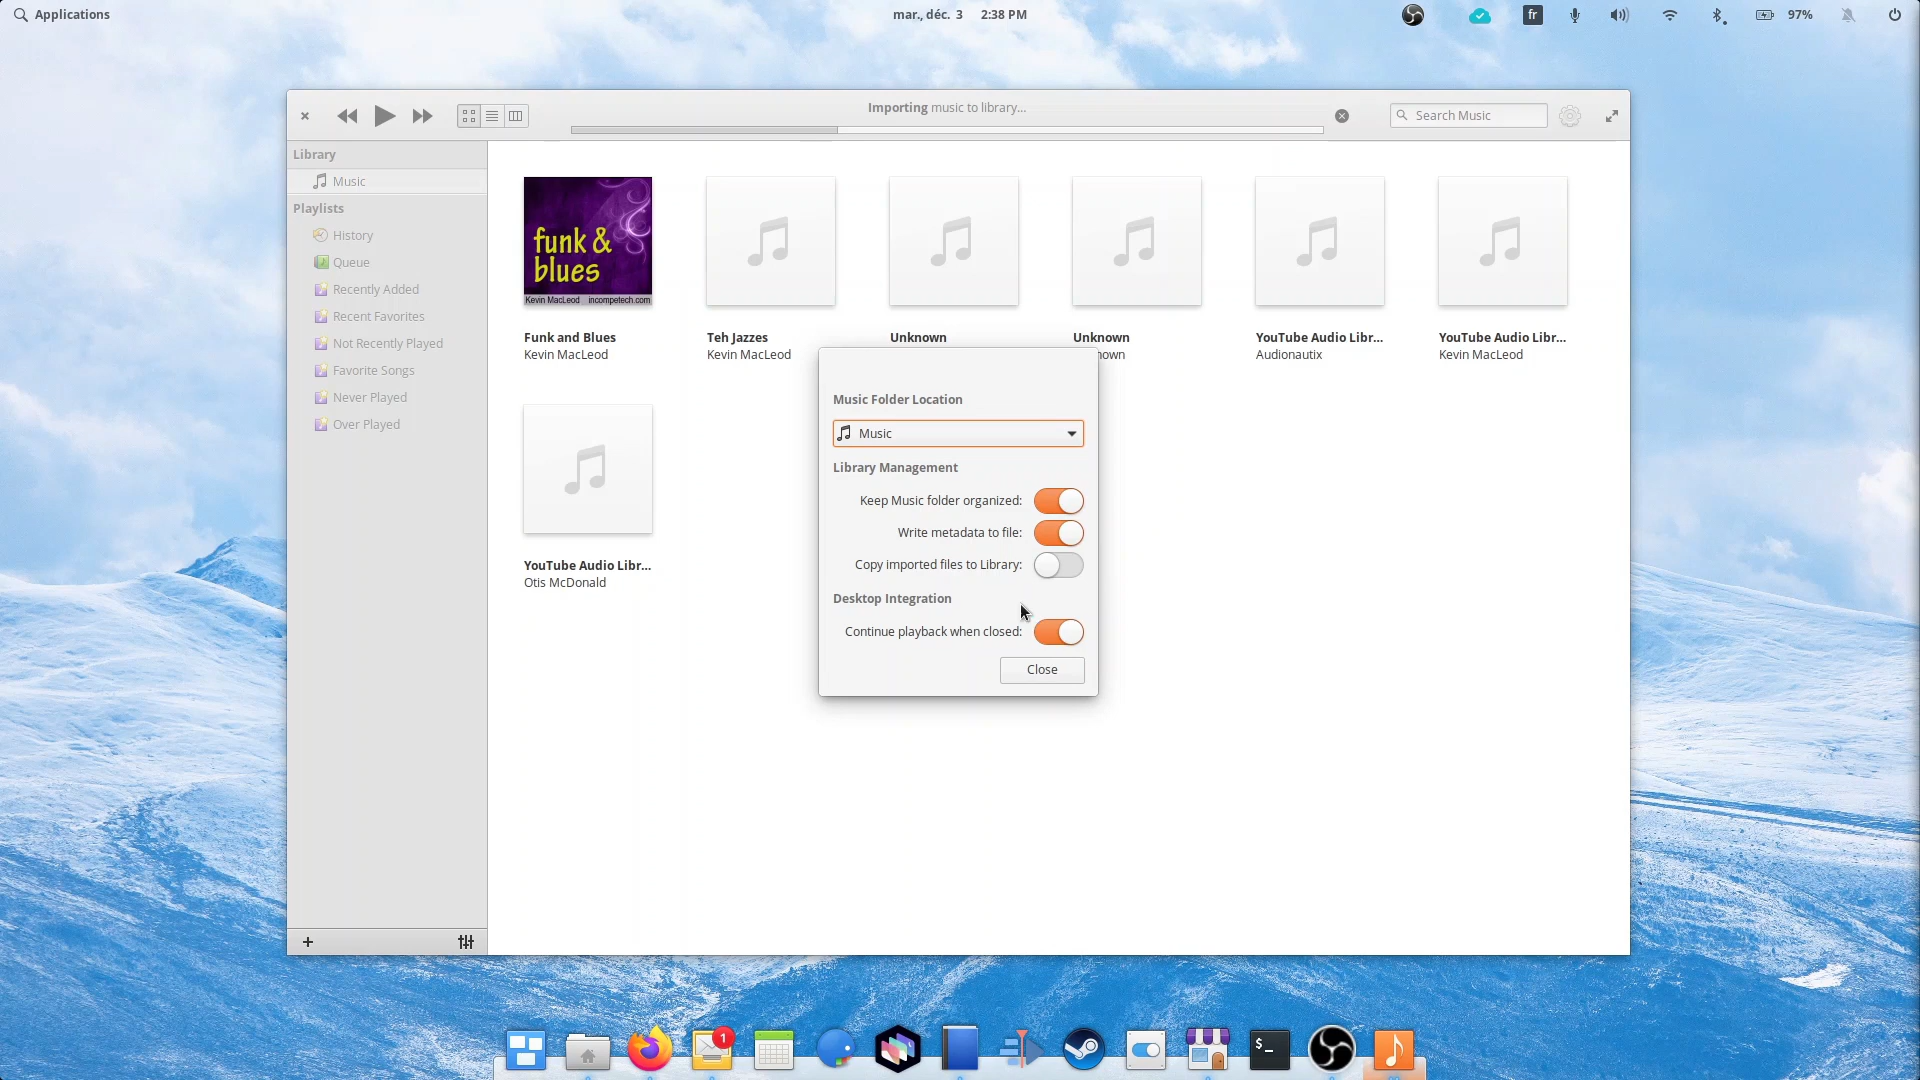 Applications
mar., déc. 3 2:38 PM
fr
97%
Importing music to library...
Search Music
Library
Music
Playlists
History
Queue
Recently Added
Recent Favorites
Not Recently Played
Favorite Songs
Never Played
Over Played
funk &
blues
Kevin MacLeod incompetech.com
Funk and Blues
Kevin MacLeod
Teh Jazzes
Kevin MacLeod
Unknown
Unknown
nown
YouTube Audio Libr...
Audionautix
YouTube Audio Libr...
Kevin MacLeod
YouTube Audio Libr...
Otis McDonald
Music Folder Location
Music
Library Management
Keep Music folder organized:
Write metadata to file:
Copy imported files to Library:
Desktop Integration
Continue playback when closed:
Close
1
$_